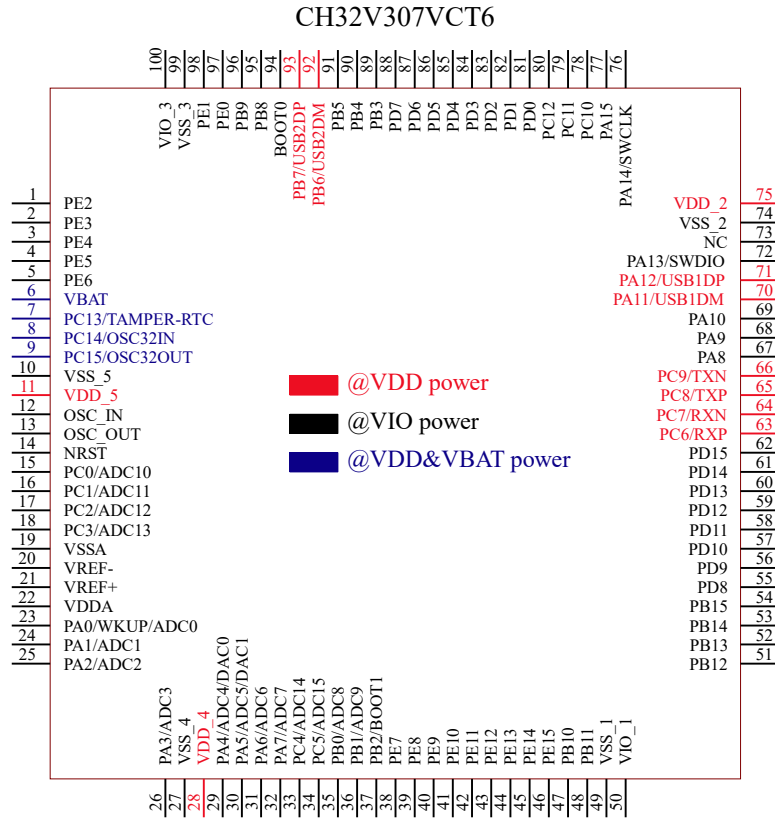 CH32V307VCT6
100 99 98 97 96 95 94 93 92 91 90 89 88 87 86 85 84 83 82 81 80 79 78 77 76
VIO_3
VSS_3
PE1
PE0
PB9
PB8
BOOT0
PB7/USB2DP
PB6/USB2DM
PB5
PB4
PB3
PD7
PD6
PD5
PD4
PD3
PD2
PD1
PD0
PC12
PC11
PC10
PA15
PA14/SWCLK
1 PE2
2 PE3
3 PE4
4 PE5
5 PE6
6 VBAT
7 PC13/TAMPER-RTC
8 PC14/OSC32IN
9 PC15/OSC32OUT
10 VSS_5
11 VDD_5
12 OSC_IN
13 OSC_OUT
14 NRST
15 PC0/ADC10
16 PC1/ADC11
17 PC2/ADC12
18 PC3/ADC13
19 VSSA
20 VREF-
21 VREF+
22 VDDA
23 PA0/WKUP/ADC0
24 PA1/ADC1
25 PA2/ADC2
@VDD power
@VIO power
@VDD&VBAT power
VDD_2 75
VSS_2 74
NC 73
PA13/SWDIO 72
PA12/USB1DP 71
PA11/USB1DM 70
PA10 69
PA9 68
PA8 67
PC9/TXN 66
PC8/TXP 65
PC7/RXN 64
PC6/RXP 63
PD15 62
PD14 61
PD13 60
PD12 59
PD11 58
PD10 57
PD9 56
PD8 55
PB15 54
PB14 53
PB13 52
PB12 51
PA3/ADC3
VSS_4
VDD_4
PA4/ADC4/DAC0
PA5/ADC5/DAC1
PA6/ADC6
PA7/ADC7
PC4/ADC14
PC5/ADC15
PB0/ADC8
PB1/ADC9
PB2/BOOT1
PE7
PE8
PE9
PE10
PE11
PE12
PE13
PE14
PE15
PB10
PB11
VSS_1
VIO_1
26 27 28 29 30 31 32 33 34 35 36 37 38 39 40 41 42 43 44 45 46 47 48 49 50